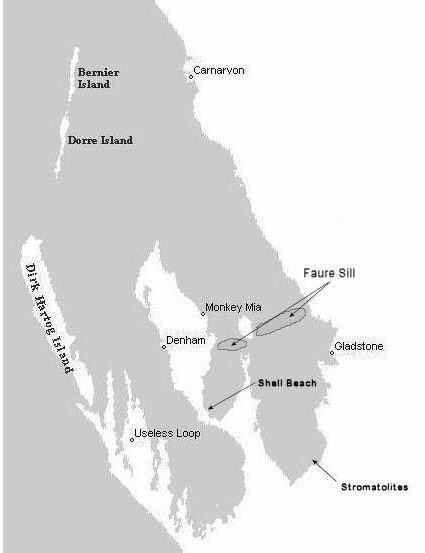 Carnarvon
Bernier
Island
Dorre Island
Faure Sill
Dirk Hartog Island
Monkey Mia
Denham
Gladstone
Shell Beach
Useless Loop
Stromatolites